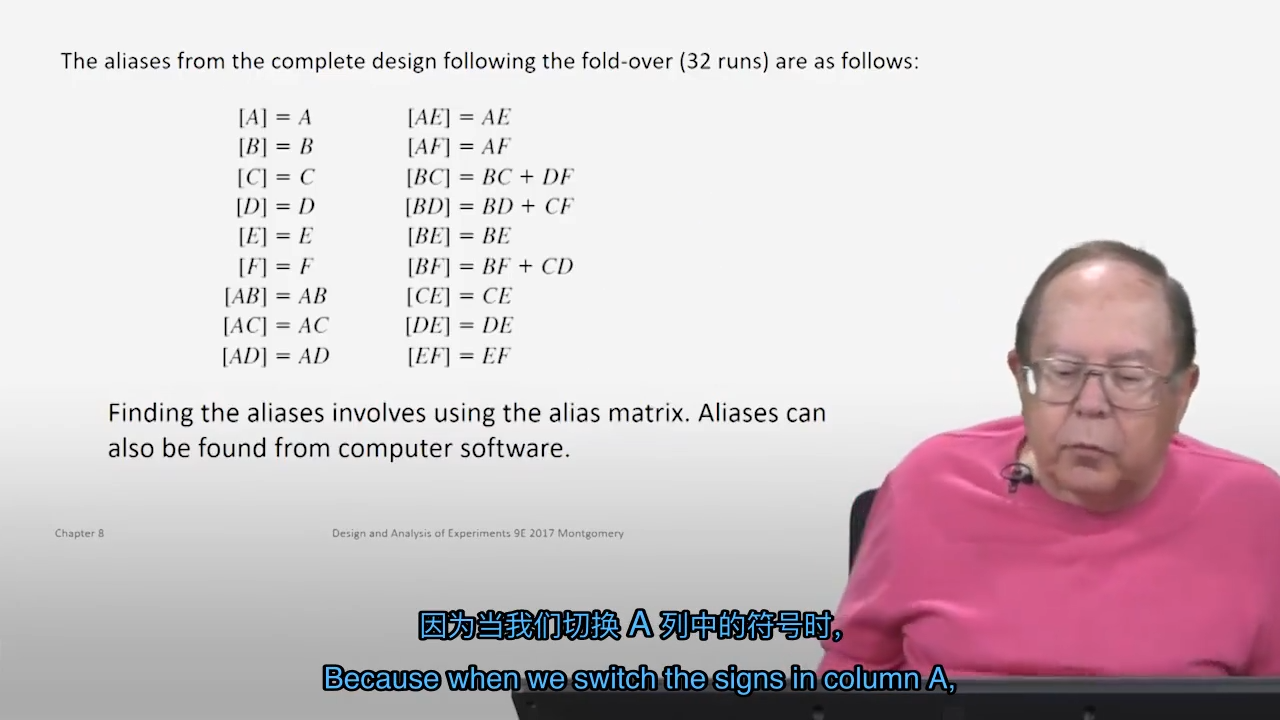 The aliases from the complete design following the fold-over (32 runs) are as follows:
[A] = A
[B] = B
[C] = C
[D] = D
[E] = E
[F] = F
[AB] = AB
[AC] = AC
[AD] = AD
[AE] = AE
[AF] = AF
[BC] = BC + DF
[BD] = BD + CF
[BE] = BE
[BF] = BF + CD
[CE] = CE
[DE] = DE
[EF] = EF
Finding the aliases involves using the alias matrix. Aliases can
also be found from computer software.
Chapter 8
Design and Analysis of Experiments 9E 2017 Montgomery
因为当我们切换 A 列中的符号时,
Because when we switch the signs in column A,